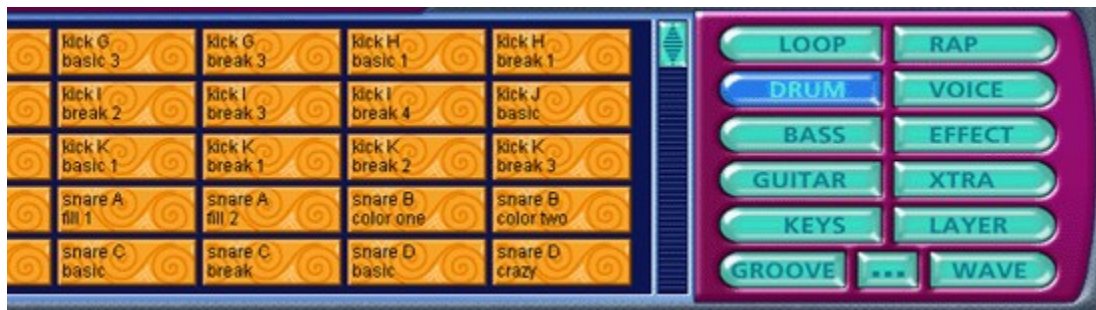 kick G
basic 3
kick G
break 3
kick H
basic 1
kick H
break 1
kick I
break 2
kick I
break 3
kick I
break 4
kick J
basic
kick K
basic 1
kick K
break 1
kick K
break 2
kick K
break 3
snare A
fill 1
snare A
fill 2
snare B
color one
snare B
color two
snare C
basic
snare C
break
snare D
basic
snare D
crazy
LOOP
RAP
DRUM
VOICE
BASS
EFFECT
GUITAR
XTRA
KEYS
LAYER
GROOVE
...
WAVE